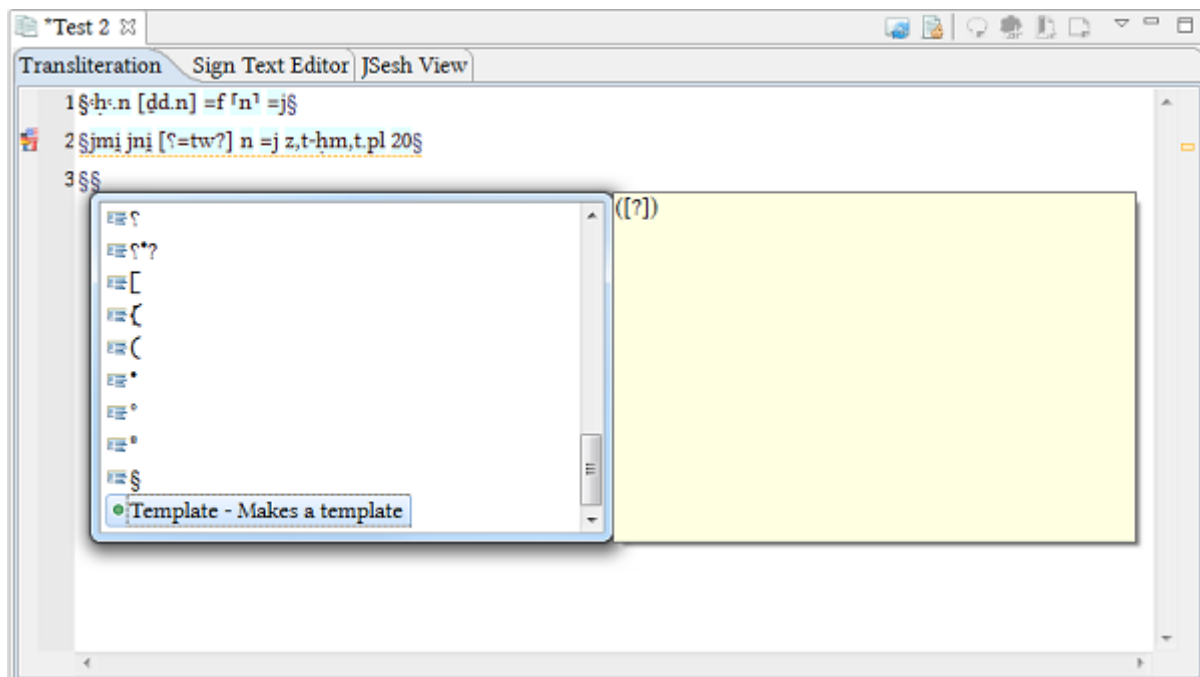 *Test 2
Transliteration Sign Text Editor JSesh View
1 §ꜥḥꜥ.n [ḏd.n] =f ⸢n⸣ =j§
2 §jmi̯ jni̯ [⸮=tw?] n =j z,t-ḥm,t.pl 20§
3 §§
⸮
⸮•?
[
{
(
•
°
§
Template - Makes a template
([?])